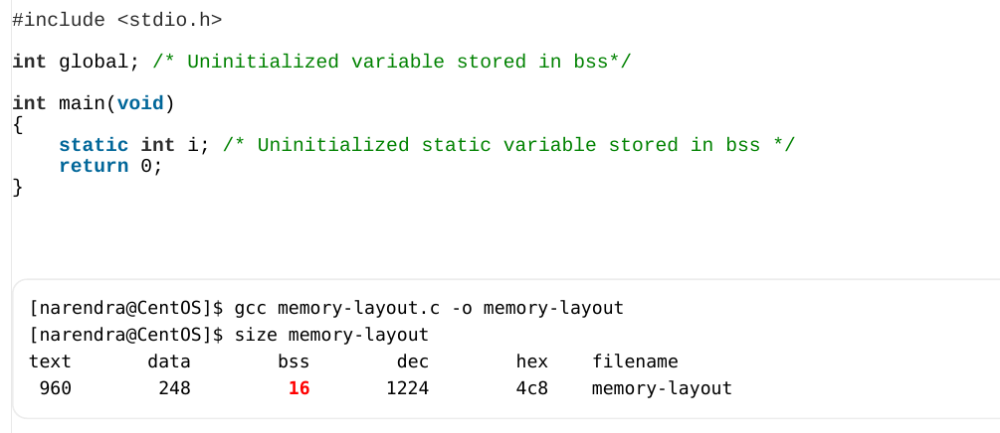 #include <stdio.h>
int global; /* Uninitialized variable stored in bss*/
int main(void)
{
    static int i; /* Uninitialized static variable stored in bss */
    return 0;
}
[narendra@CentOS]$ gcc memory-layout.c -o memory-layout
[narendra@CentOS]$ size memory-layout
text       data        bss        dec        hex    filename
 960        248         16       1224        4c8    memory-layout